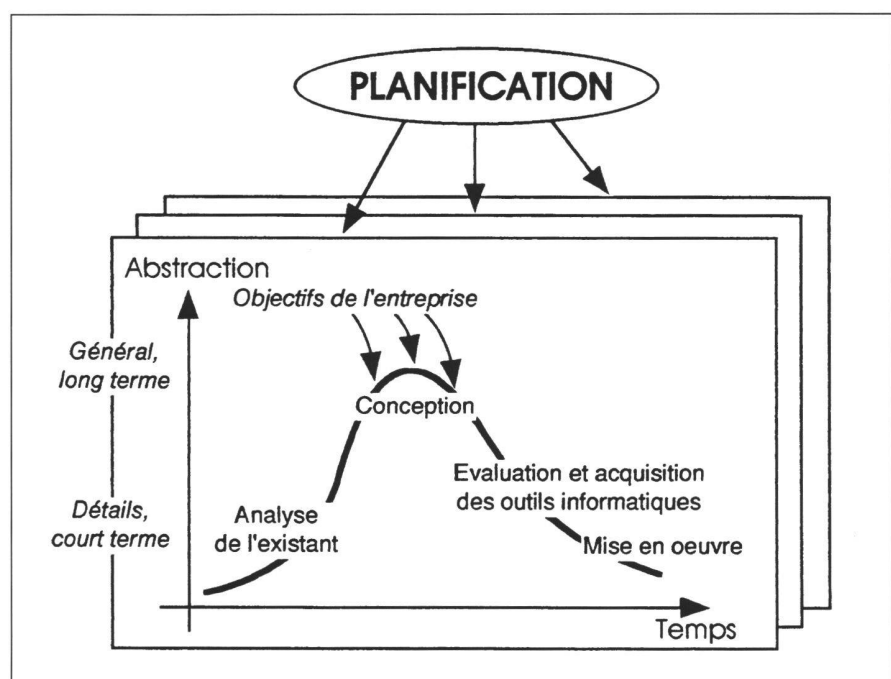 PLANIFICATION
Abstraction
Objectifs de l'entreprise
Général,
long terme
Conception
Evaluation et acquisition
des outils informatiques
Détails,
court terme
Analyse
de l'existant
Mise en oeuvre
Temps